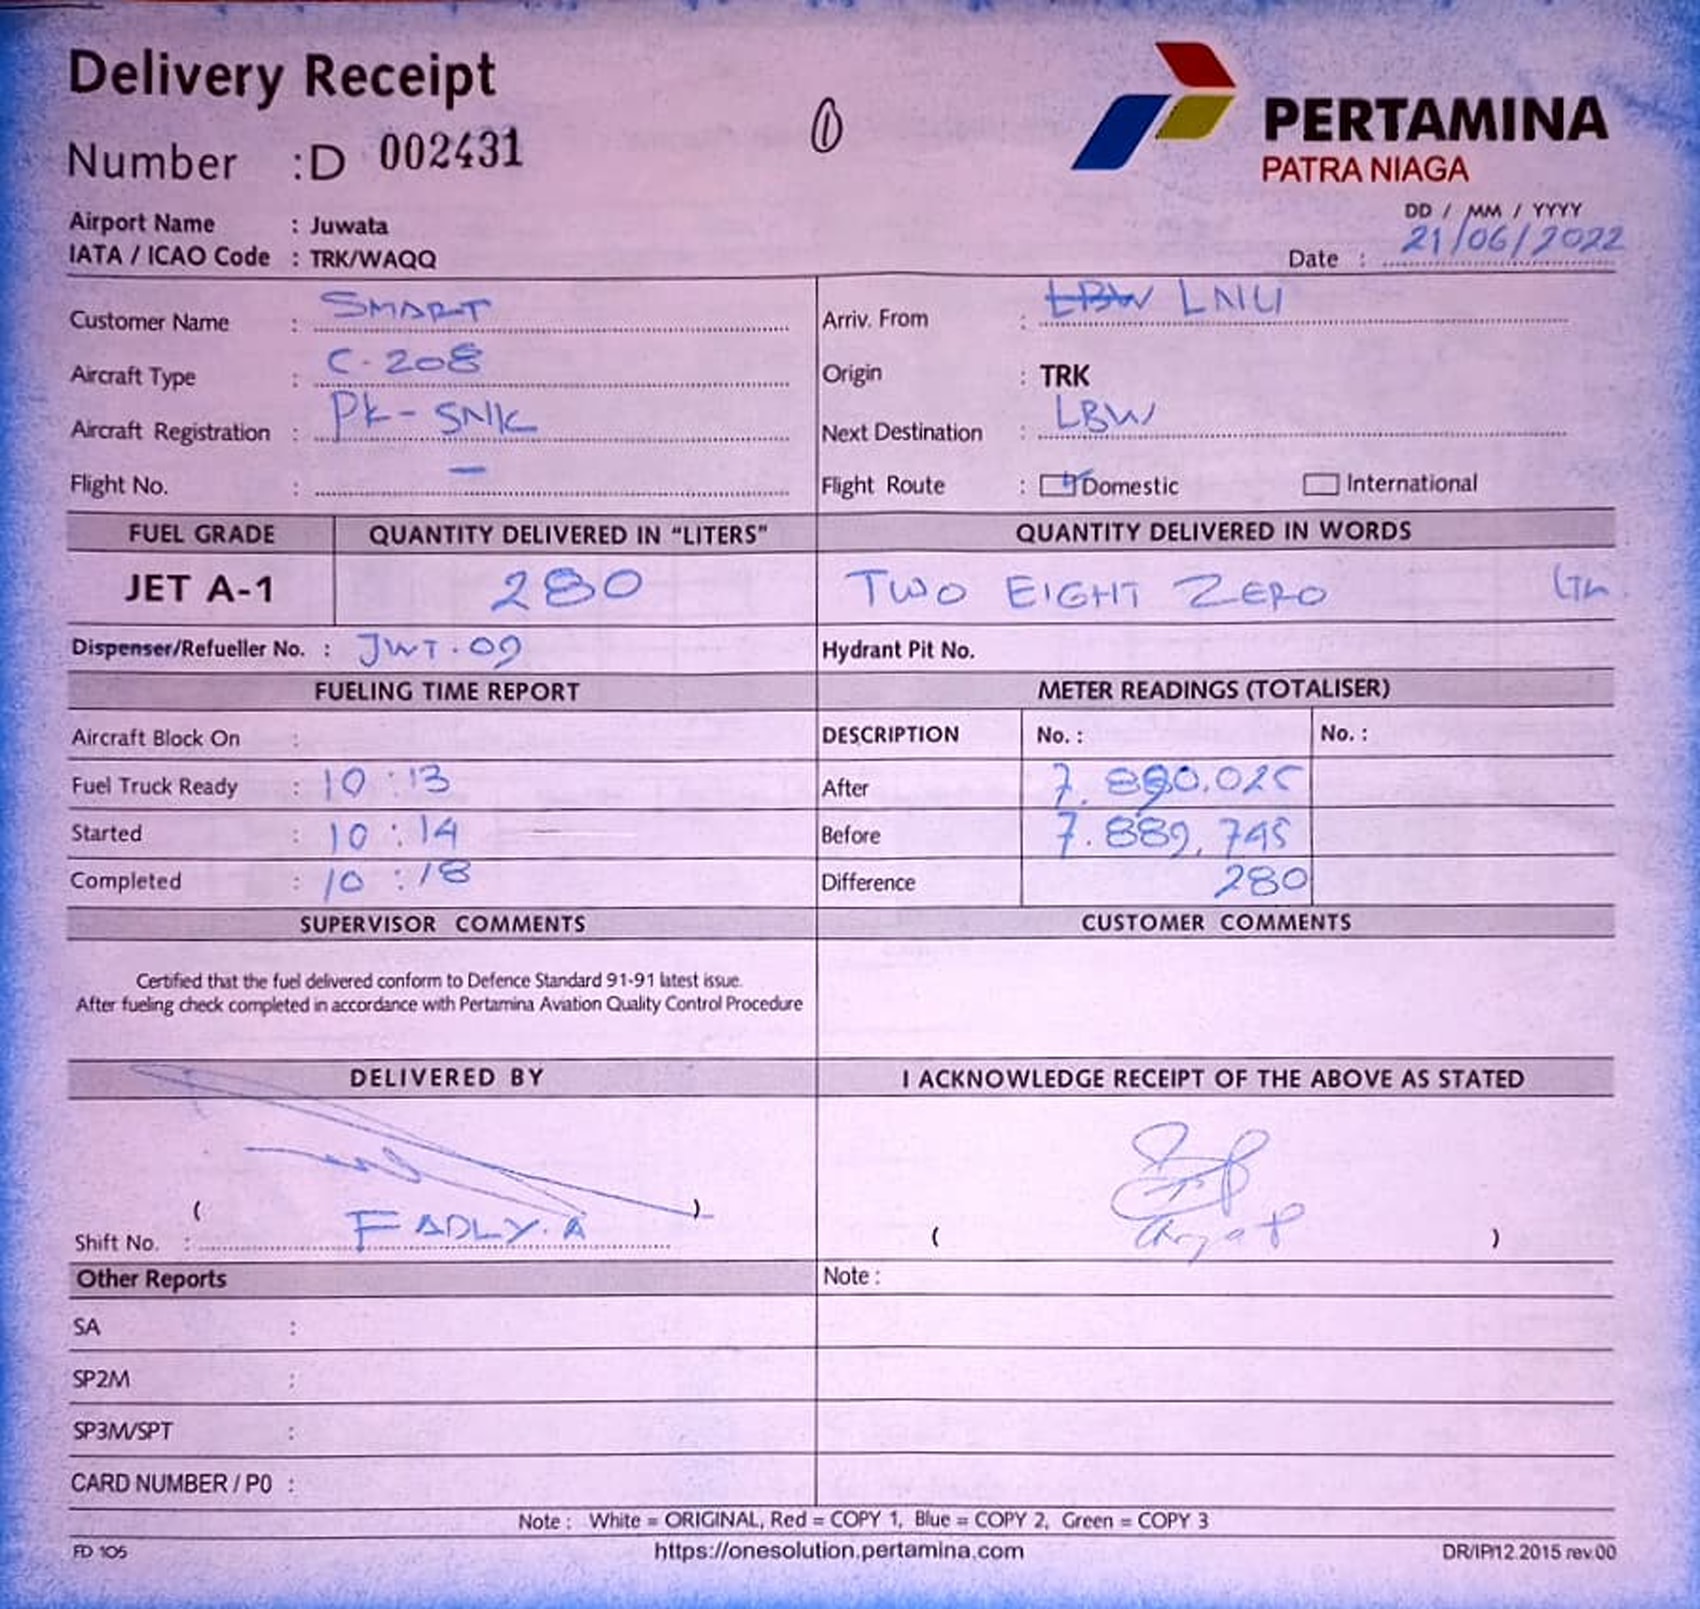 Delivery Receipt
Number : D 002431
1
PERTAMINA
PATRA NIAGA
Airport Name : Juwata
IATA / ICAO Code : TRK/WAQQ
DD / MM / YYYY
Date : 21/06/2022
Customer Name : SMART
Aircraft Type : C-208
Aircraft Registration : PK-SNK
Flight No. : -
Arriv. From : LBW LNU
Origin : TRK
Next Destination : LBW
Flight Route : Domestic International
FUEL GRADE QUANTITY DELIVERED IN "LITERS" QUANTITY DELIVERED IN WORDS
JET A-1 280 TWO EIGHT ZERO
Dispenser/Refueller No. : JWT.09 Hydrant Pit No.
FUELING TIME REPORT METER READINGS (TOTALISER)
Aircraft Block On : DESCRIPTION No. : No. :
Fuel Truck Ready : 10:13 After 7.890.025
Started : 10:14 Before 7.889.745
Completed : 10:18 Difference 280
SUPERVISOR COMMENTS CUSTOMER COMMENTS
Certified that the fuel delivered conform to Defence Standard 91-91 latest issue.
After fueling check completed in accordance with Pertamina Aviation Quality Control Procedure
DELIVERED BY I ACKNOWLEDGE RECEIPT OF THE ABOVE AS STATED
( )
Shift No. : FADLY.A ( )
Other Reports Note :
SA :
SP2M :
SP3M/SPT :
CARD NUMBER / P0 :
Note : White = ORIGINAL, Red = COPY 1, Blue = COPY 2, Green = COPY 3
FD 105 https://onesolution.pertamina.com DR/IP/12.2015 rev.00